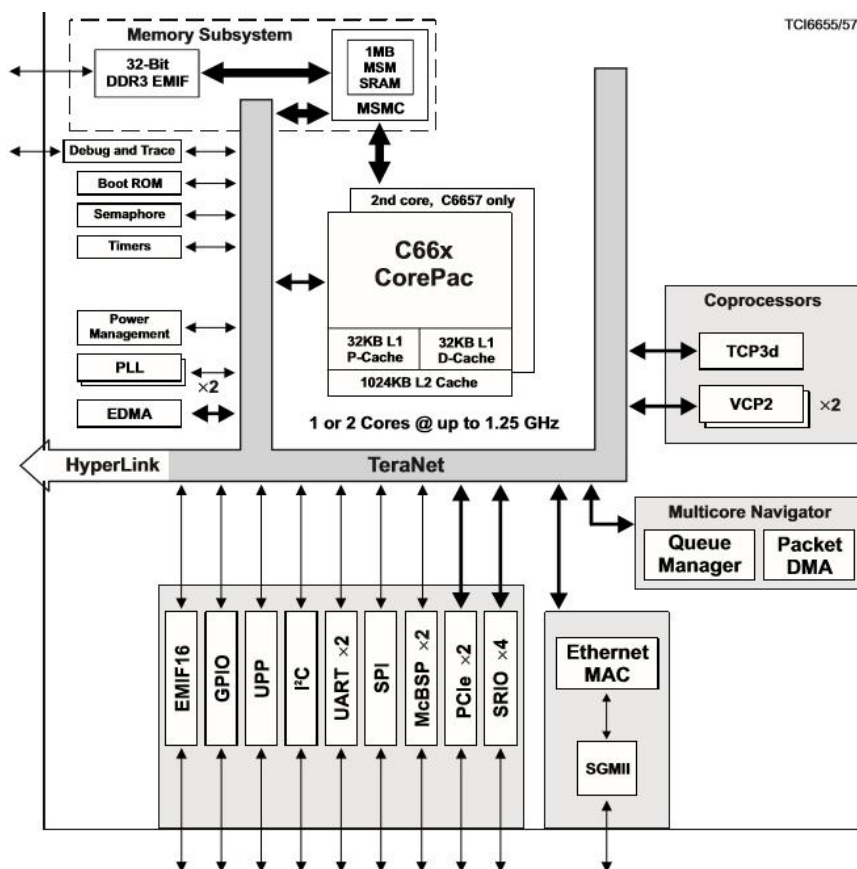 TCI6655/57
Memory Subsystem
32-Bit
DDR3 EMIF
1MB
MSM
SRAM
MSMC
Debug and Trace
Boot ROM
Semaphore
Timers
Power
Management
PLL
×2
EDMA
2nd core, C6657 only
C66x
CorePac
32KB L1
P-Cache
32KB L1
D-Cache
1024KB L2 Cache
1 or 2 Cores @ up to 1.25 GHz
Coprocessors
TCP3d
VCP2
×2
HyperLink
TeraNet
Multicore Navigator
Queue
Manager
Packet
DMA
EMIF16
GPIO
UPP
I²C
UART ×2
SPI
McBSP ×2
PCIe ×2
SRIO ×4
Ethernet
MAC
SGMII